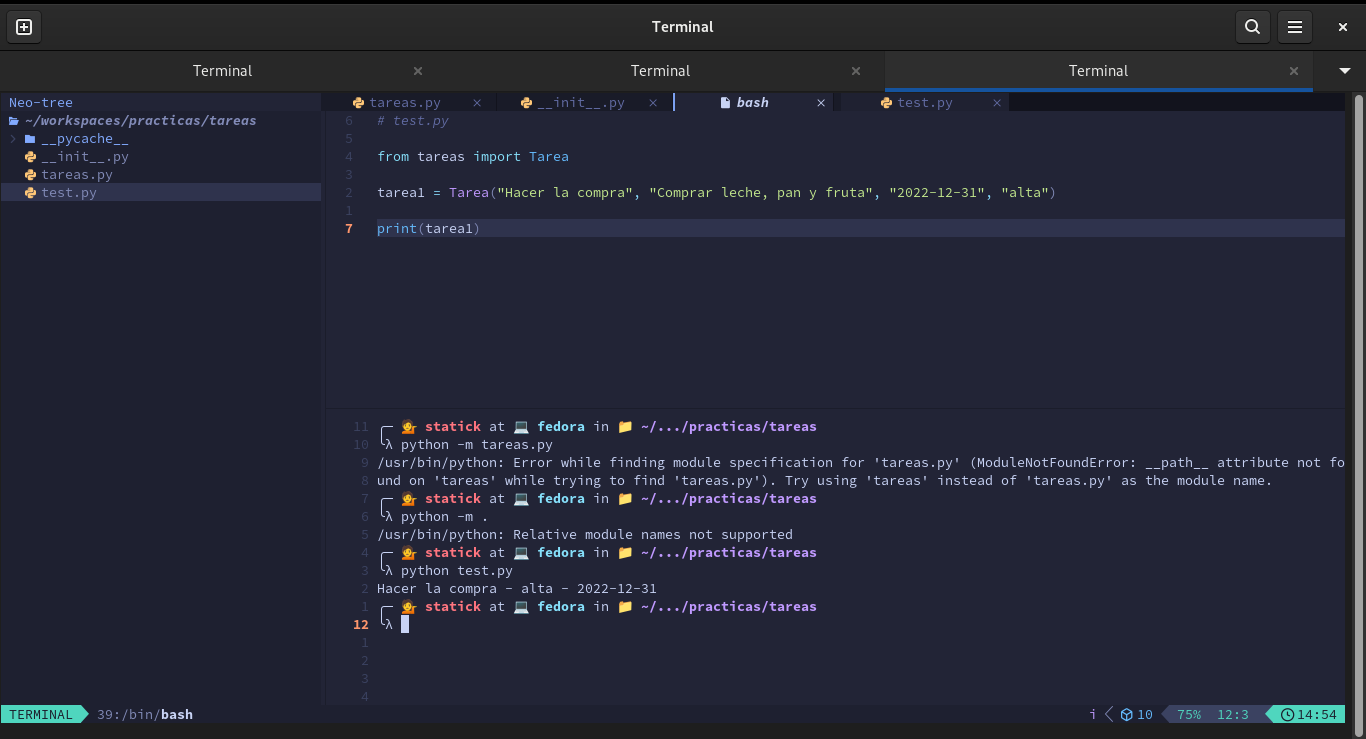 Terminal
Terminal
Terminal
Terminal
Neo-tree
tareas.py
__init__.py
bash
test.py
~/workspaces/practicas/tareas
__pycache__
__init__.py
tareas.py
test.py
6 # test.py
5
4 from tareas import Tarea
3
2 tarea1 = Tarea("Hacer la compra", "Comprar leche, pan y fruta", "2022-12-31", "alta")
1
7 print(tarea1)
11 statick at fedora in ~/.../practicas/tareas
10 λ python -m tareas.py
9 /usr/bin/python: Error while finding module specification for 'tareas.py' (ModuleNotFoundError: __path__ attribute not fo
8 und on 'tareas' while trying to find 'tareas.py'). Try using 'tareas' instead of 'tareas.py' as the module name.
7 statick at fedora in ~/.../practicas/tareas
6 λ python -m .
5 /usr/bin/python: Relative module names not supported
4 statick at fedora in ~/.../practicas/tareas
3 λ python test.py
2 Hacer la compra - alta - 2022-12-31
1 statick at fedora in ~/.../practicas/tareas
12 λ
1
2
3
4
TERMINAL 39:/bin/bash i 10 75% 12:3 14:54